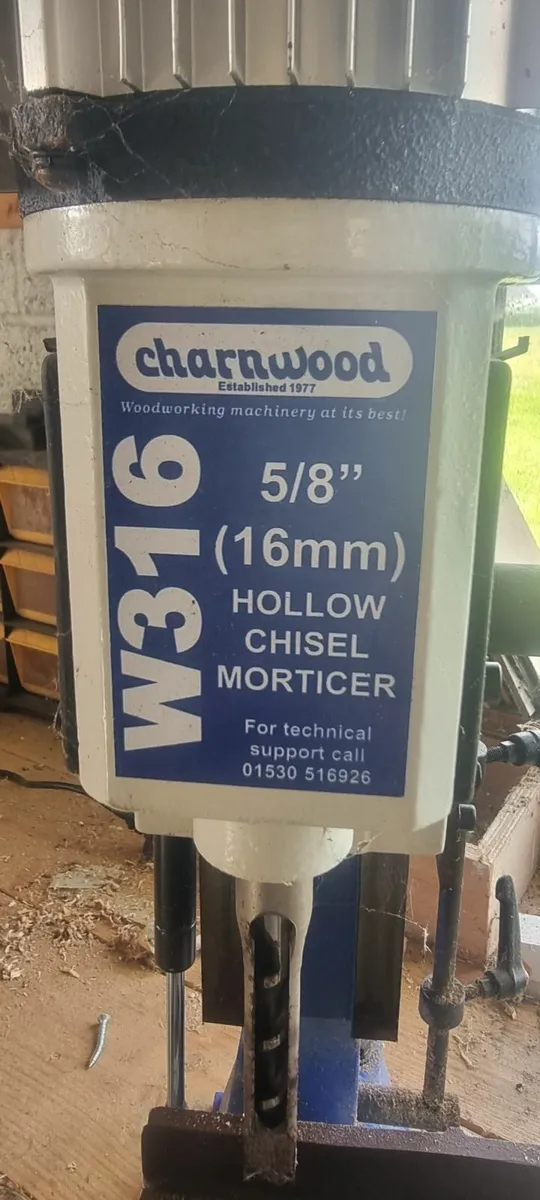 charnwood
Established 1977
Woodworking machinery at its best!
W316
5/8”
(16mm)
HOLLOW
CHISEL
MORTICER
For technical
support call
01530 516926